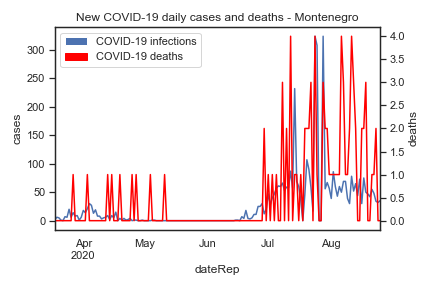 New COVID-19 daily cases and deaths - Montenegro
COVID-19 infections
COVID-19 deaths
300
250
200
150
100
50
0
cases
4.0
3.5
3.0
2.5
2.0
1.5
1.0
0.5
0.0
deaths
Apr
2020
May
Jun
Jul
Aug
dateRep